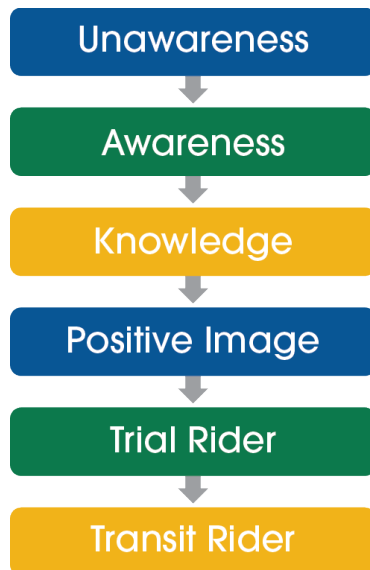 Unawareness
Awareness
Knowledge
Positive Image
Trial Rider
Transit Rider